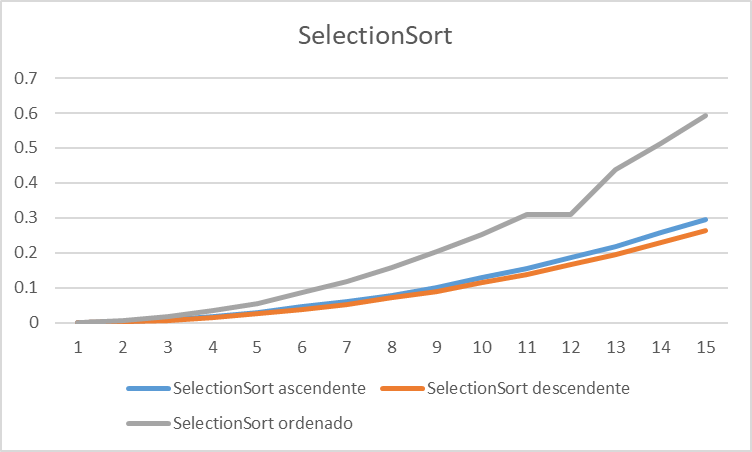 SelectionSort
0.7
0.6
0.5
0.4
0.3
0.2
0.1
0
1 2 3 4 5 6 7 8 9 10 11 12 13 14 15
SelectionSort ascendente SelectionSort descendente
SelectionSort ordenado